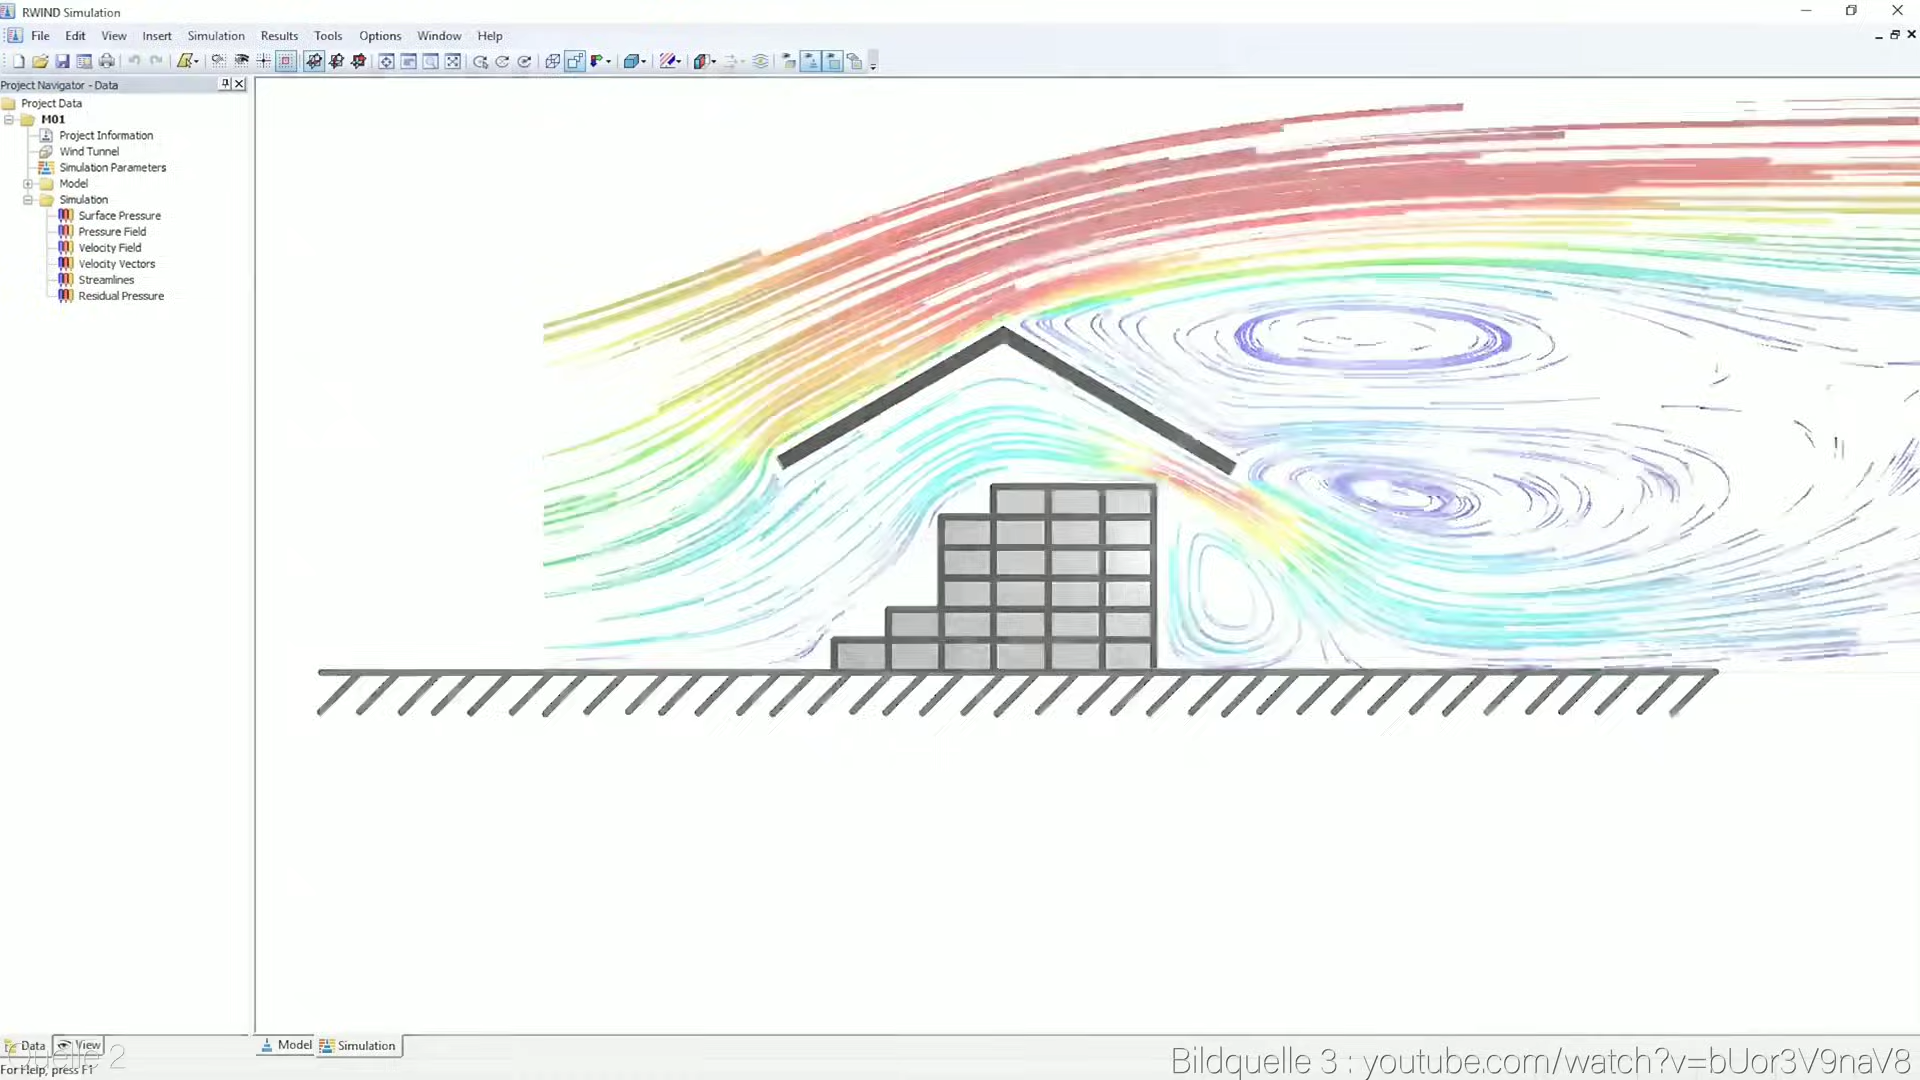 RWIND Simulation
File Edit View Insert Simulation Results Tools Options Window Help
Project Navigator - Data
Project Data
M01
Project Information
Wind Tunnel
Simulation Parameters
Model
Simulation
Surface Pressure
Pressure Field
Velocity Field
Velocity Vectors
Streamlines
Residual Pressure
Data View Model Simulation
Quelle 2
For Help, press F1
Bildquelle 3 : youtube.com/watch?v=bUor3V9naV8